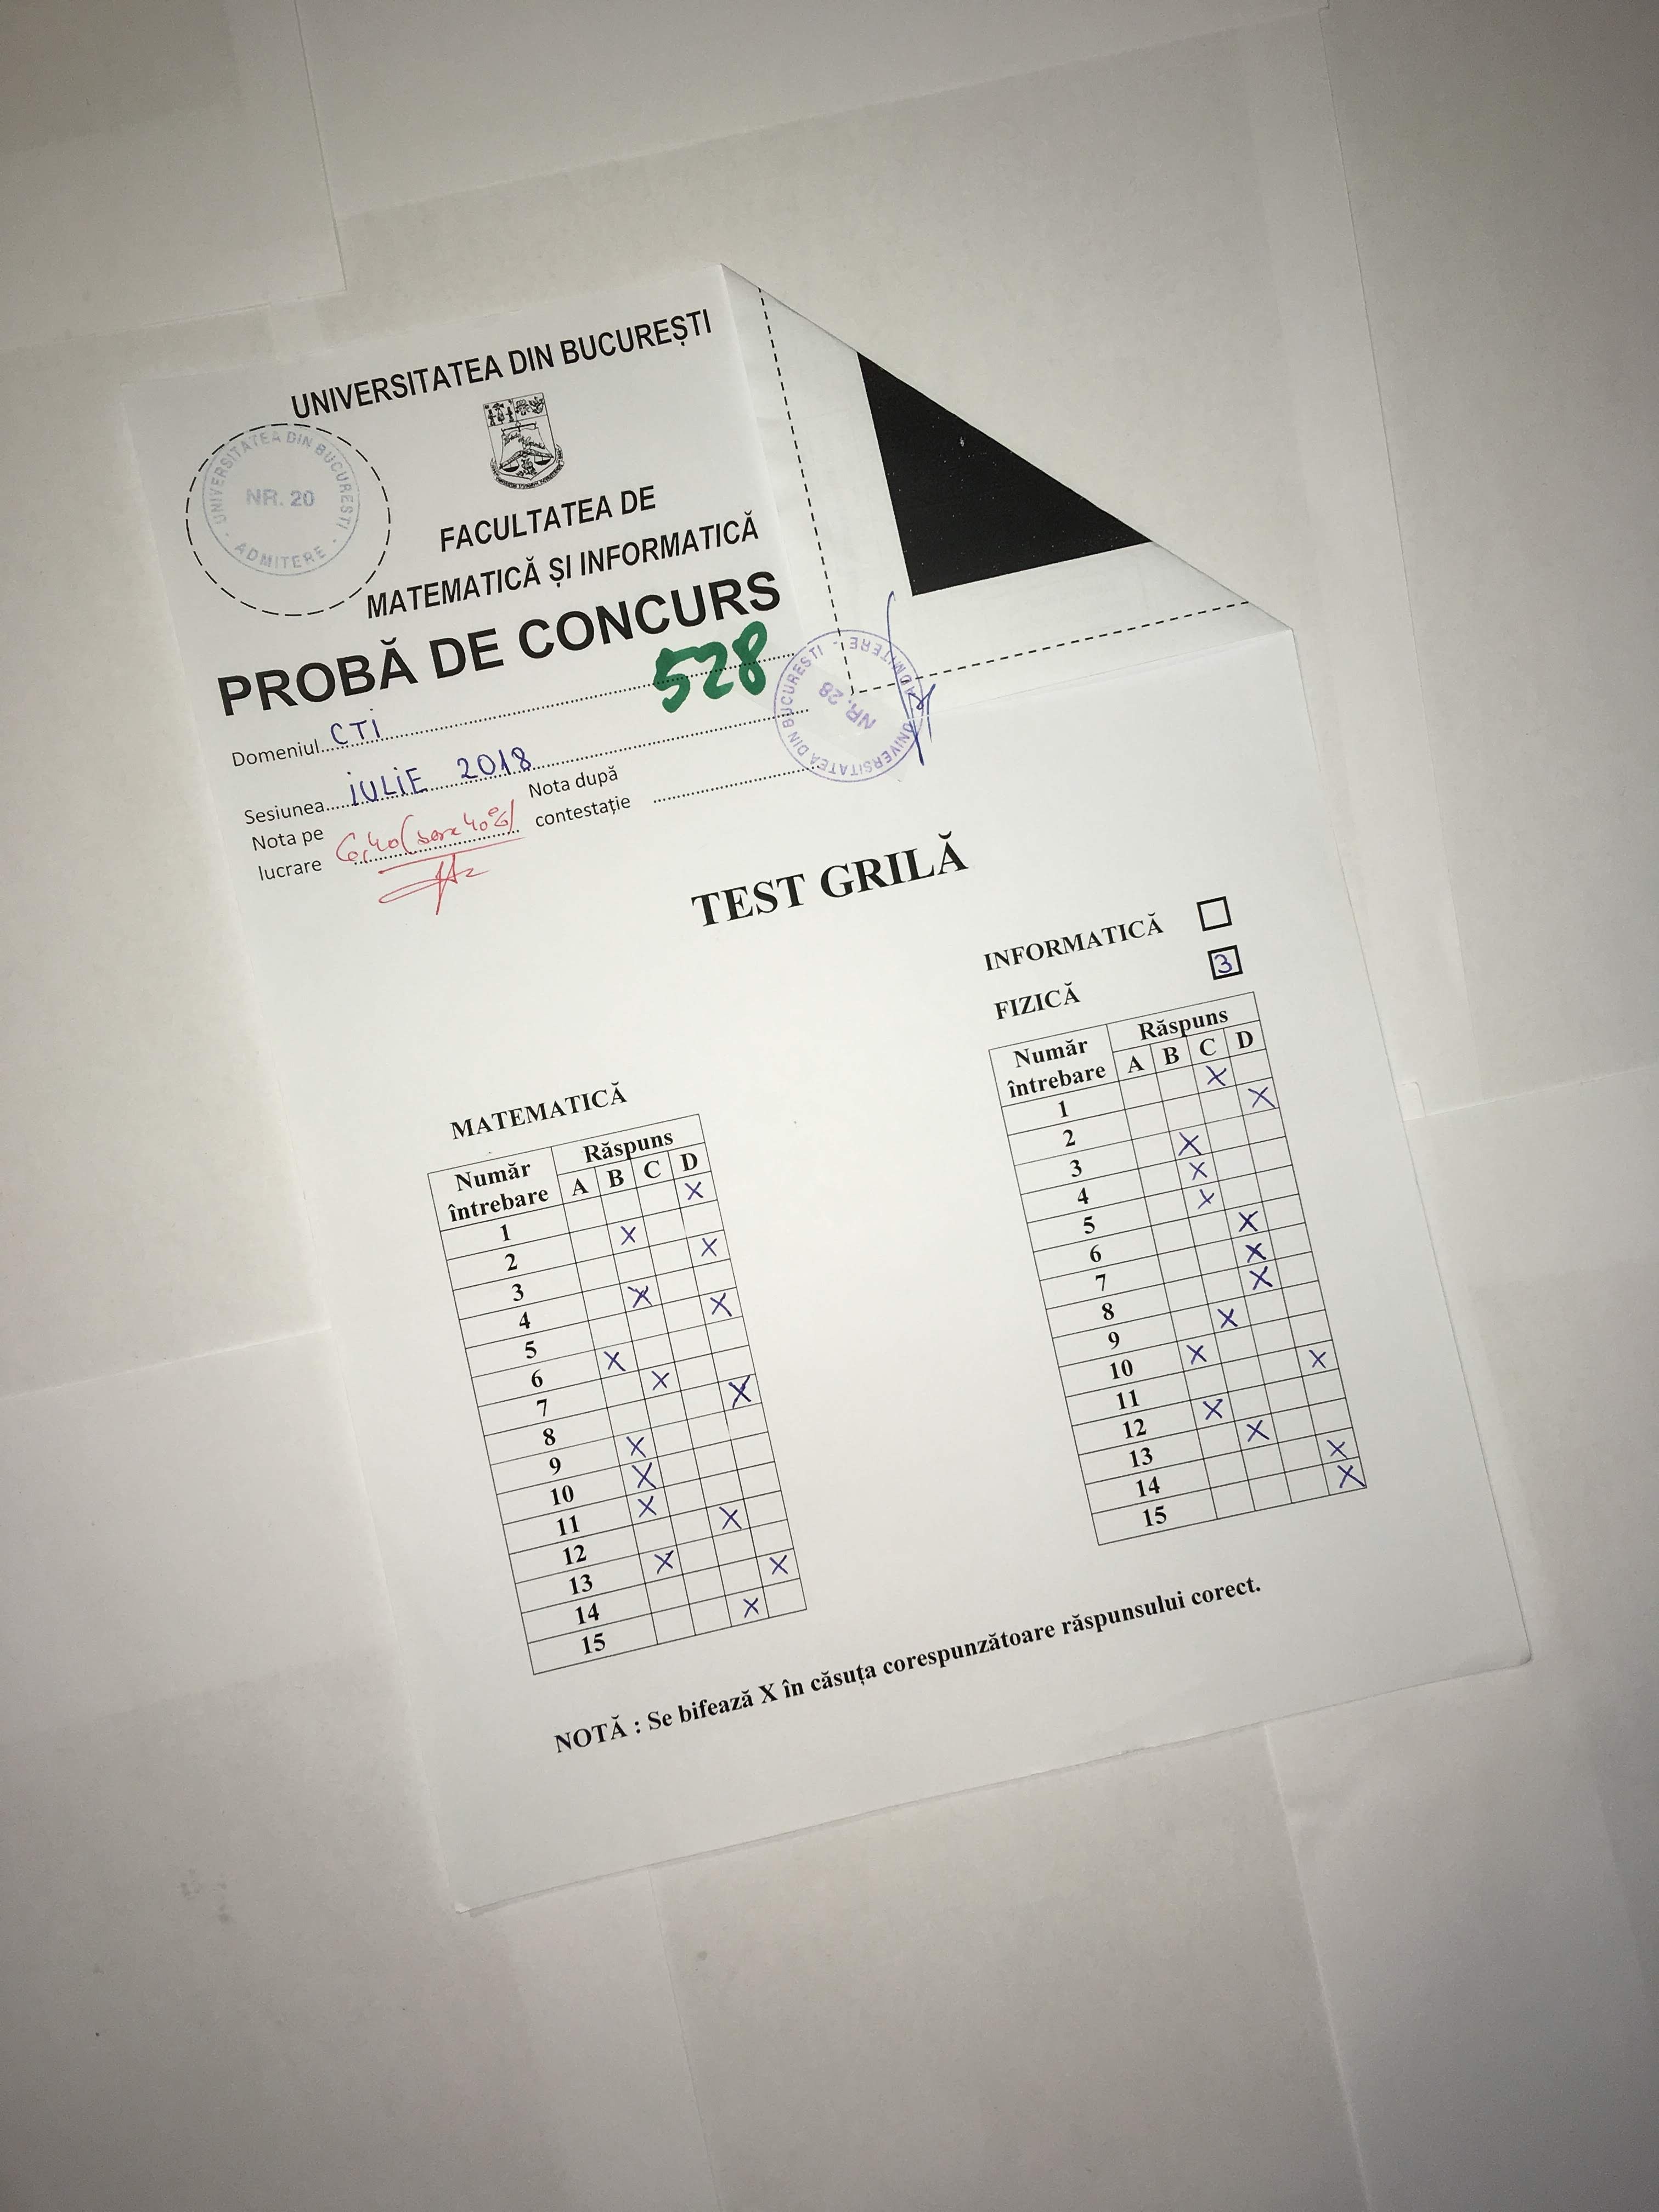 UNIVERSITATEA DIN BUCUREȘTI
UNIVERSITATEA DIN BUCURESTI · ADMITERE ·
NR. 20
FACULTATEA DE
MATEMATICĂ ȘI INFORMATICĂ
PROBĂ DE CONCURS
528
Domeniul CTI
Sesiunea IULIE 2018
Nota pe lucrare 6,40
Nota după contestație
UNIVERSITATEA DIN BUCURESTI - ADMITERE
NR. 28
TEST GRILĂ
INFORMATICĂ
FIZICĂ 3
MATEMATICĂ
Număr întrebare Răspuns
A B C D
1 X
2 X
3 X
4 X
5 X
6 X
7 X
8 X
9 X
10 X
11 X
12 X
13 X
14 X
15 X
Număr întrebare Răspuns
A B C D
1 X
2 X
3 X
4 X
5 X
6 X
7 X
8 X
9 X
10 X
11 X
12 X
13 X
14 X
15 X
NOTĂ : Se bifează X în căsuța corespunzătoare răspunsului corect.